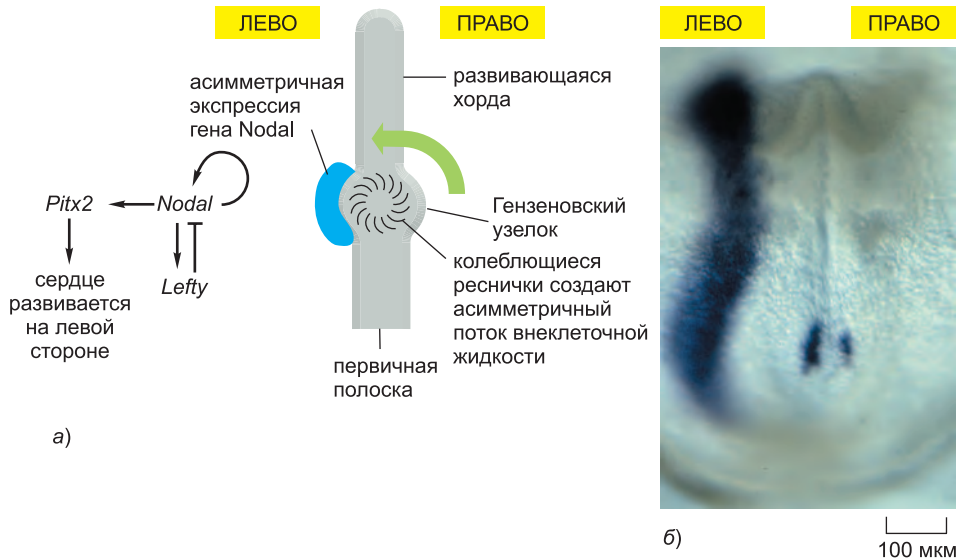 ЛЕВО
ПРАВО
асимметричная
экспрессия
гена Nodal
развивающаяся
хорда
Pitx2
Nodal
Lefty
сердце
развивается
на левой
стороне
Гензеновский
узелок
колеблющиеся
реснички создают
асимметричный
поток внеклеточной
жидкости
первичная
полоска
а)
ЛЕВО
ПРАВО
б)
100 мкм